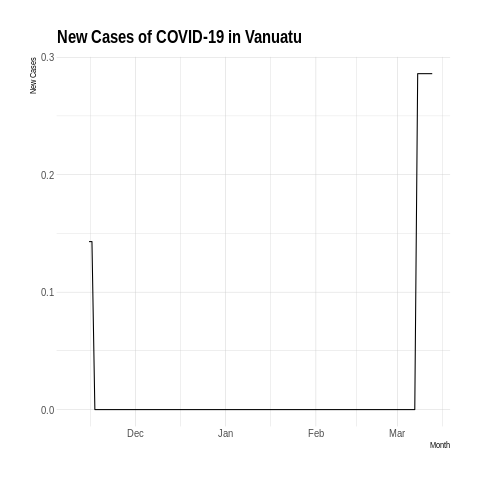 New Cases of COVID-19 in Vanuatu
New Cases
0.3
0.2
0.1
0.0
Dec Jan Feb Mar
Month